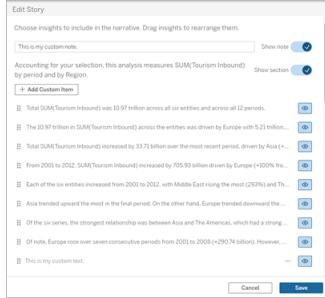 Edit Story
Choose insights to include in the narrative. Drag insights to rearrange them.
This is my custom note.
Show note
Accounting for your selection, this analysis measures SUM(Tourism Inbound)
by period and by Region.
Show section
+ Add Custom Item
Total SUM(Tourism Inbound) was 10.97 trillion across all six entities and across all 12 periods.
The 10.97 trillion in SUM(Tourism Inbound) across the entities was driven by Europe with 5.21 trillion,...
Total SUM(Tourism Inbound) increased by 33.71 billion over the most recent period, driven by Asia (+...
From 2001 to 2012, SUM(Tourism Inbound) increased by 705.93 billion driven by Europe (+100% fro...
Each of the six entities increased from 2001 to 2012, with Middle East rising the most (293%) and Th...
Asia trended upward the most in the final period. On the other hand, Europe trended downward the ...
Of the six series, the strongest relationship was between Asia and The Americas, which had a strong ...
Of note, Europe rose over seven consecutive periods from 2001 to 2008 (+290.74 billion). However, ...
This is my custom text.
...
Cancel
Save